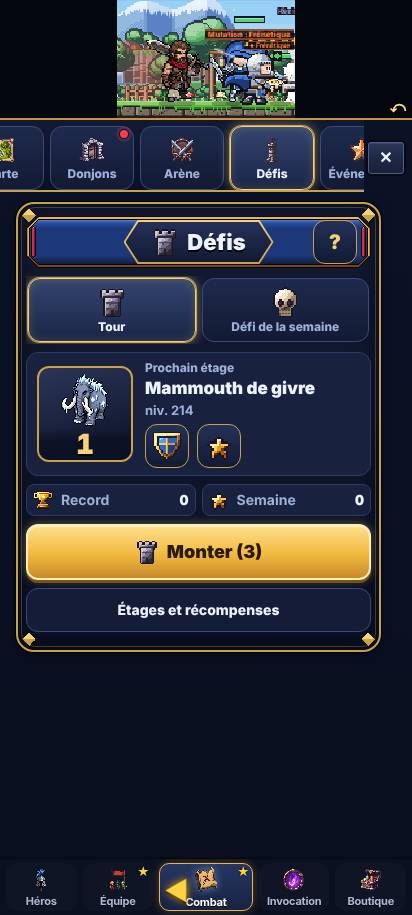 Mutation : Frénétique
Frénétique
rte
Donjons
Arène
Défis
Événe
×
Défis
?
Tour
Défi de la semaine
Prochain étage
Mammouth de givre
niv. 214
1
Record 0
Semaine 0
Monter (3)
Étages et récompenses
Héros
Équipe
Combat
Invocation
Boutique